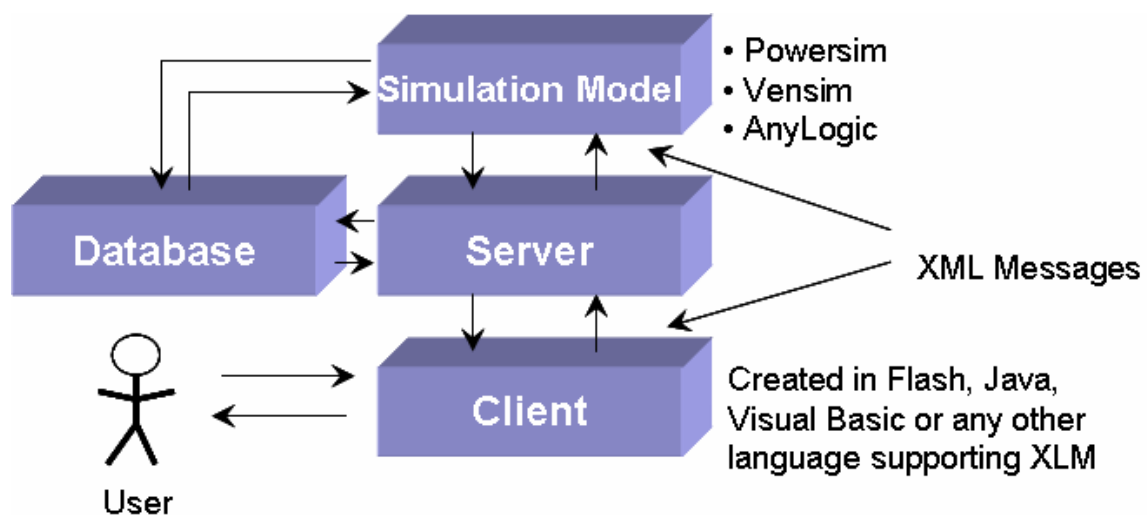 Simulation Model
• Powersim
• Vensim
• AnyLogic
Database
Server
XML Messages
Client
Created in Flash, Java,
Visual Basic or any other
language supporting XLM
User